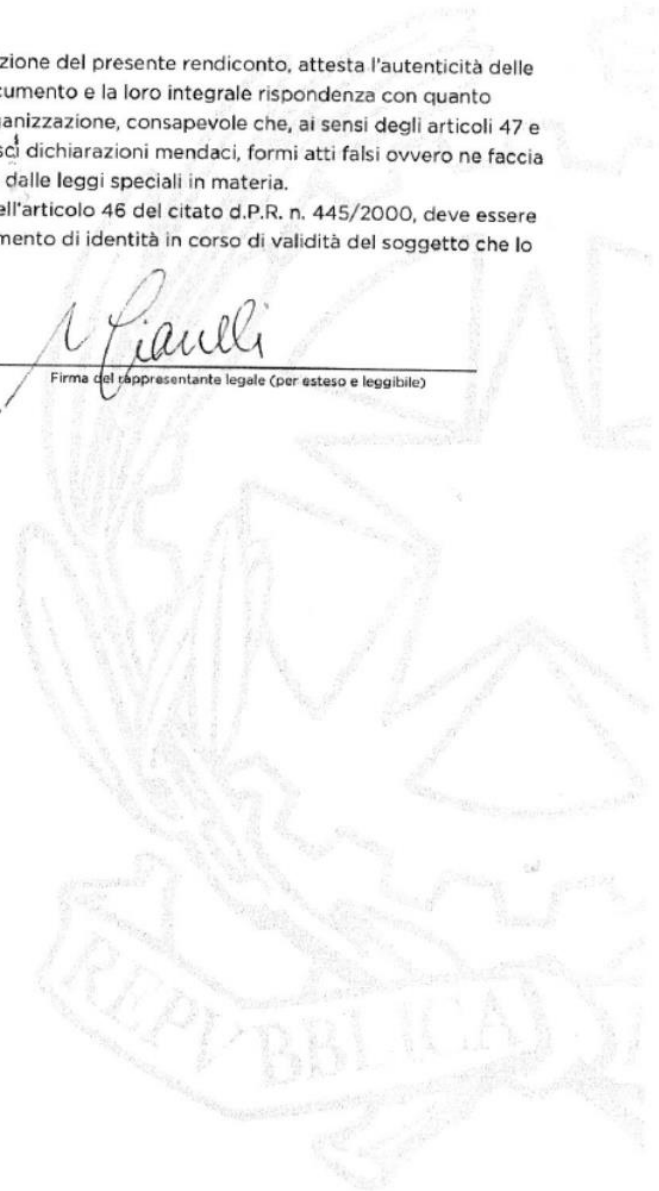 zione del presente rendiconto, attesta l'autenticità delle
cumento e la loro integrale rispondenza con quanto
anizzazione, consapevole che, ai sensi degli articoli 47 e
sci dichiarazioni mendaci, formi atti falsi ovvero ne faccia
dalle leggi speciali in materia.
ell'articolo 46 del citato d.P.R. n. 445/2000, deve essere
mento di identità in corso di validità del soggetto che lo
Firma del rappresentante legale (per esteso e leggibile)
REPVBBLICA